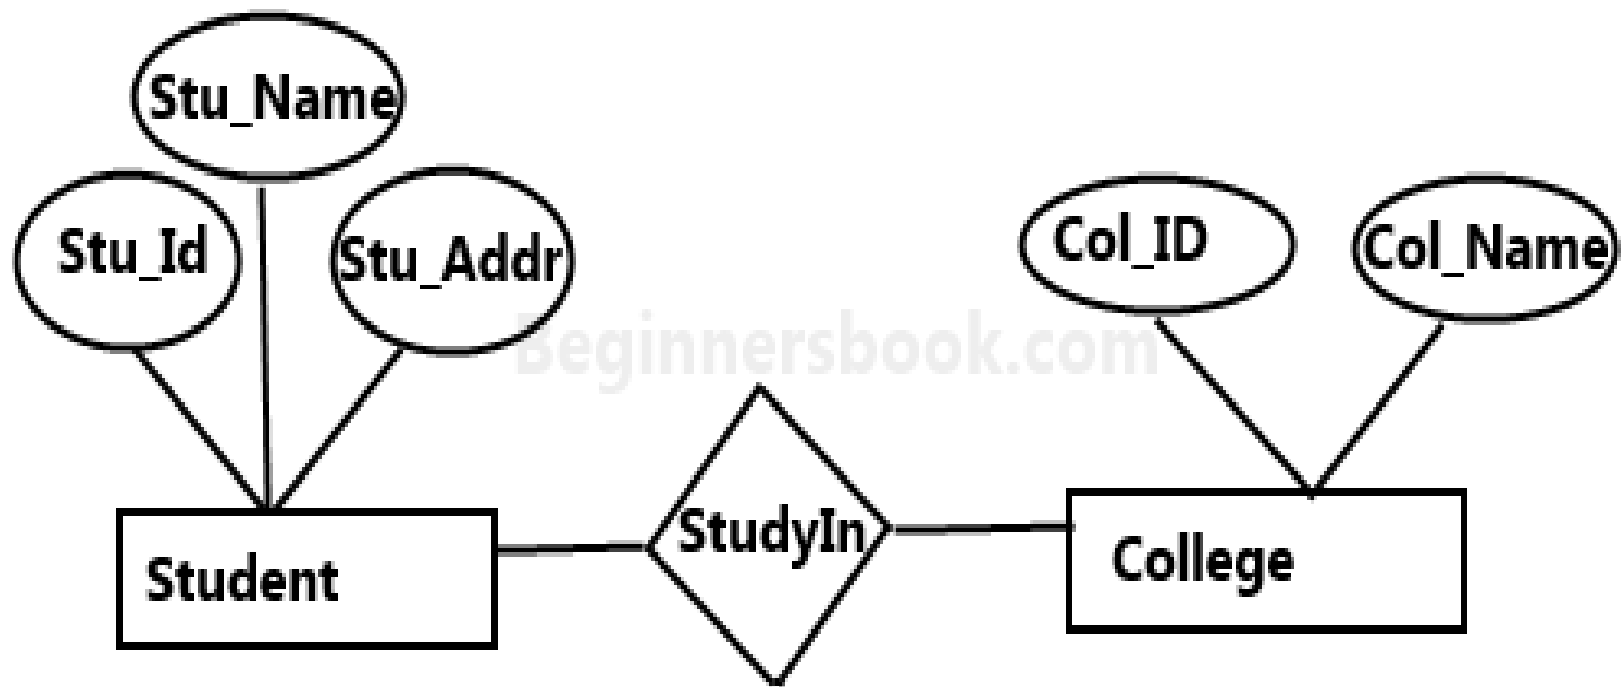 Stu_Name
Stu_Id
Stu_Addr
Col_ID
Col_Name
Beginnersbook.com
StudyIn
Student
College